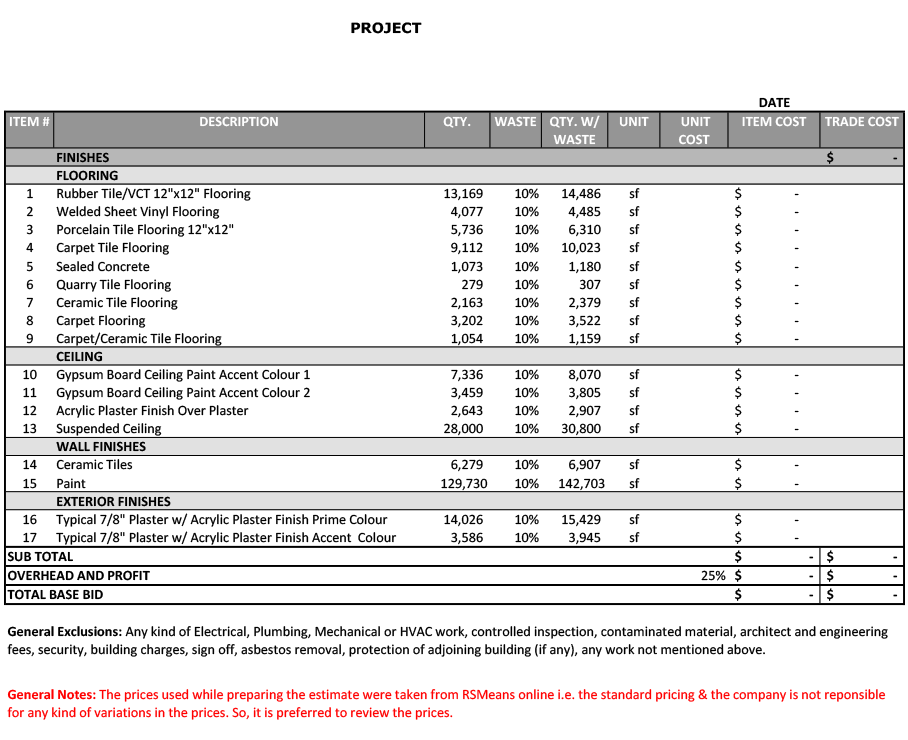 PROJECT
DATE
ITEM # DESCRIPTION QTY. WASTE QTY. W/ WASTE UNIT UNIT COST ITEM COST TRADE COST
FINISHES $ -
FLOORING
1 Rubber Tile/VCT 12"x12" Flooring 13,169 10% 14,486 sf $ -
2 Welded Sheet Vinyl Flooring 4,077 10% 4,485 sf $ -
3 Porcelain Tile Flooring 12"x12" 5,736 10% 6,310 sf $ -
4 Carpet Tile Flooring 9,112 10% 10,023 sf $ -
5 Sealed Concrete 1,073 10% 1,180 sf $ -
6 Quarry Tile Flooring 279 10% 307 sf $ -
7 Ceramic Tile Flooring 2,163 10% 2,379 sf $ -
8 Carpet Flooring 3,202 10% 3,522 sf $ -
9 Carpet/Ceramic Tile Flooring 1,054 10% 1,159 sf $ -
CEILING
10 Gypsum Board Ceiling Paint Accent Colour 1 7,336 10% 8,070 sf $ -
11 Gypsum Board Ceiling Paint Accent Colour 2 3,459 10% 3,805 sf $ -
12 Acrylic Plaster Finish Over Plaster 2,643 10% 2,907 sf $ -
13 Suspended Ceiling 28,000 10% 30,800 sf $ -
WALL FINISHES
14 Ceramic Tiles 6,279 10% 6,907 sf $ -
15 Paint 129,730 10% 142,703 sf $ -
EXTERIOR FINISHES
16 Typical 7/8" Plaster w/ Acrylic Plaster Finish Prime Colour 14,026 10% 15,429 sf $ -
17 Typical 7/8" Plaster w/ Acrylic Plaster Finish Accent Colour 3,586 10% 3,945 sf $ -
SUB TOTAL $ - $ -
OVERHEAD AND PROFIT 25% $ - $ -
TOTAL BASE BID $ - $ -
General Exclusions: Any kind of Electrical, Plumbing, Mechanical or HVAC work, controlled inspection, contaminated material, architect and engineering
fees, security, building charges, sign off, asbestos removal, protection of adjoining building (if any), any work not mentioned above.
General Notes: The prices used while preparing the estimate were taken from RSMeans online i.e. the standard pricing & the company is not reponsible
for any kind of variations in the prices. So, it is preferred to review the prices.